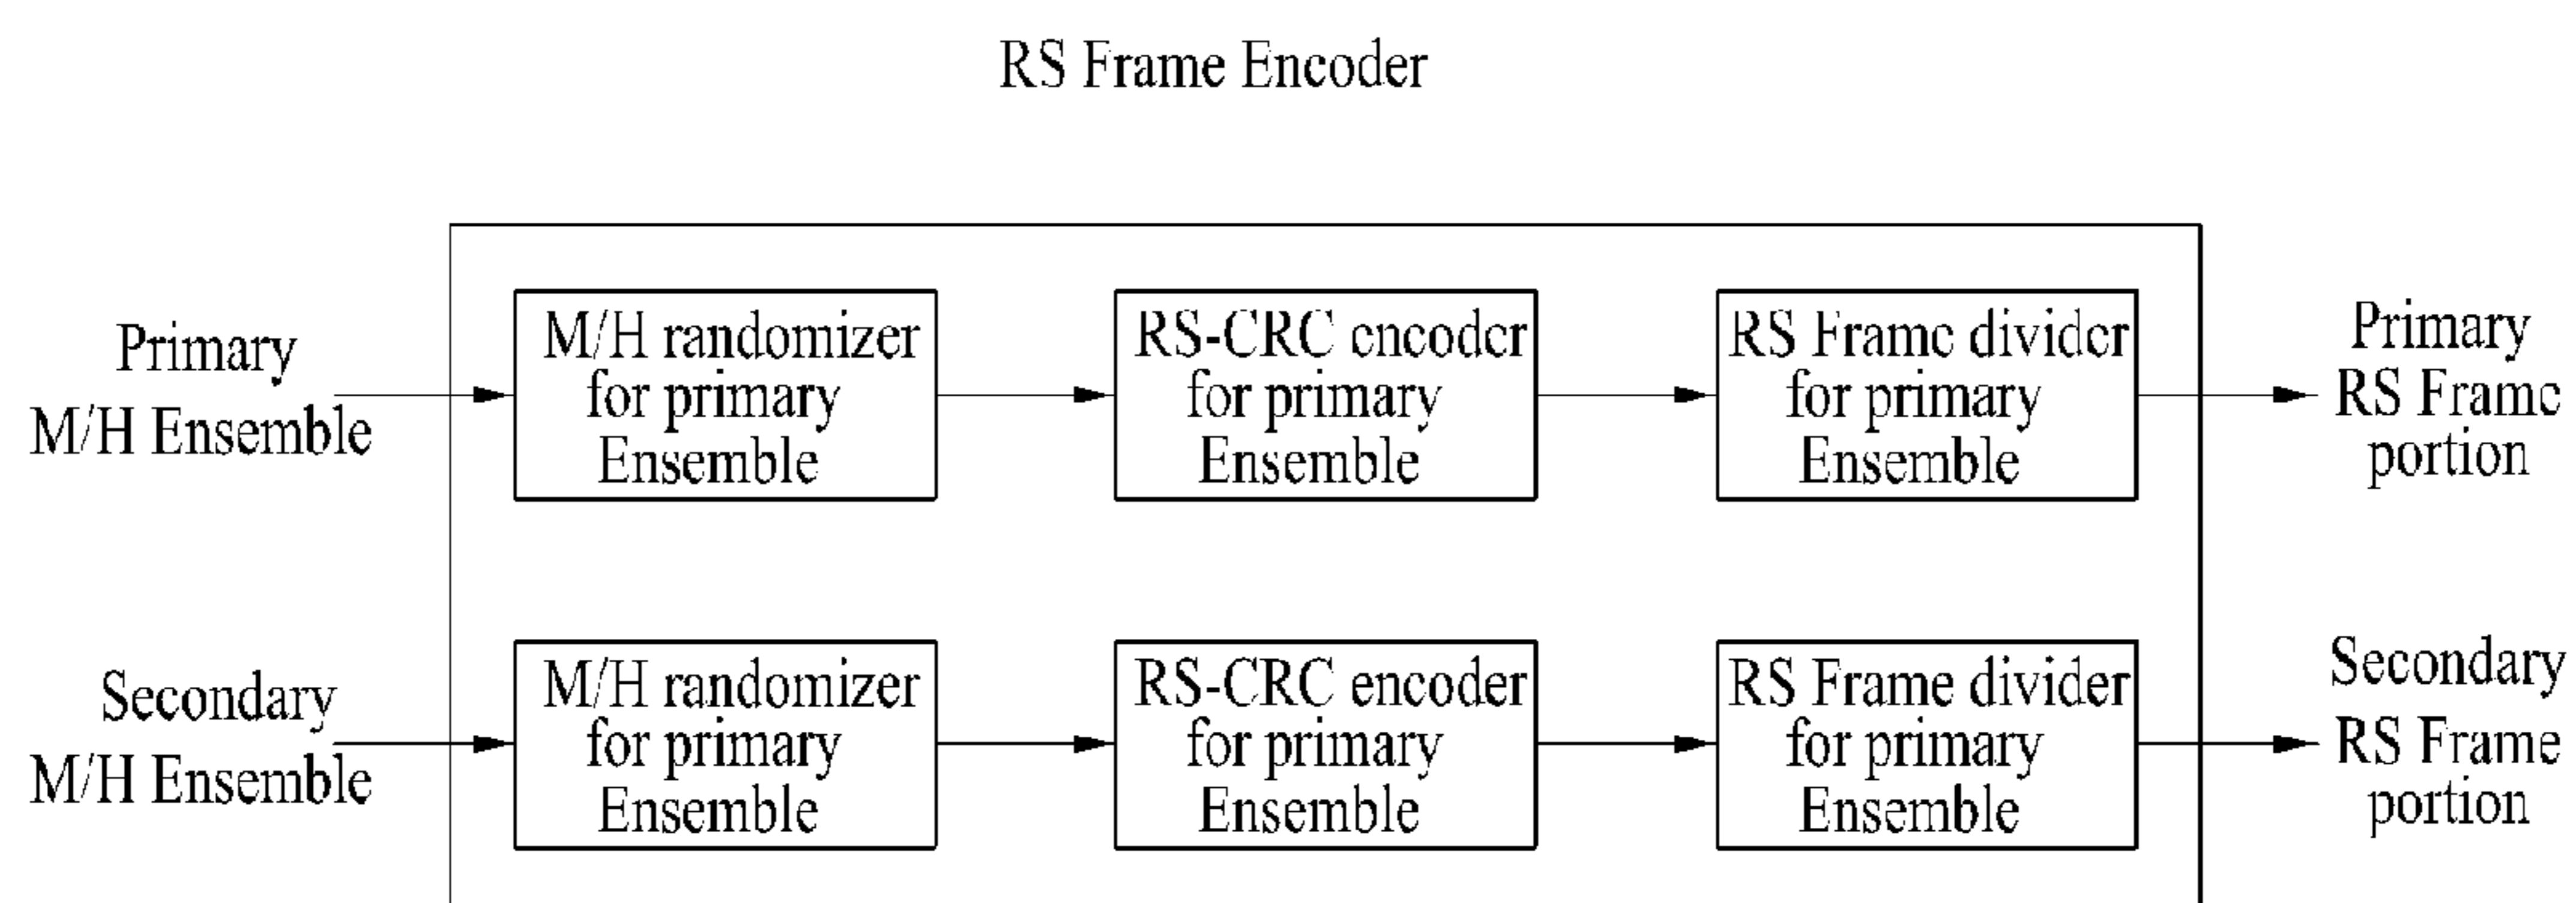 RS Frame Encoder
Primary
M/H Ensemble
M/H randomizer
for primary
Ensemble
RS-CRC encoder
for primary
Ensemble
RS Frame divider
for primary
Ensemble
Primary
RS Frame
portion
Secondary
M/H Ensemble
M/H randomizer
for primary
Ensemble
RS-CRC encoder
for primary
Ensemble
RS Frame divider
for primary
Ensemble
Secondary
RS Frame
portion